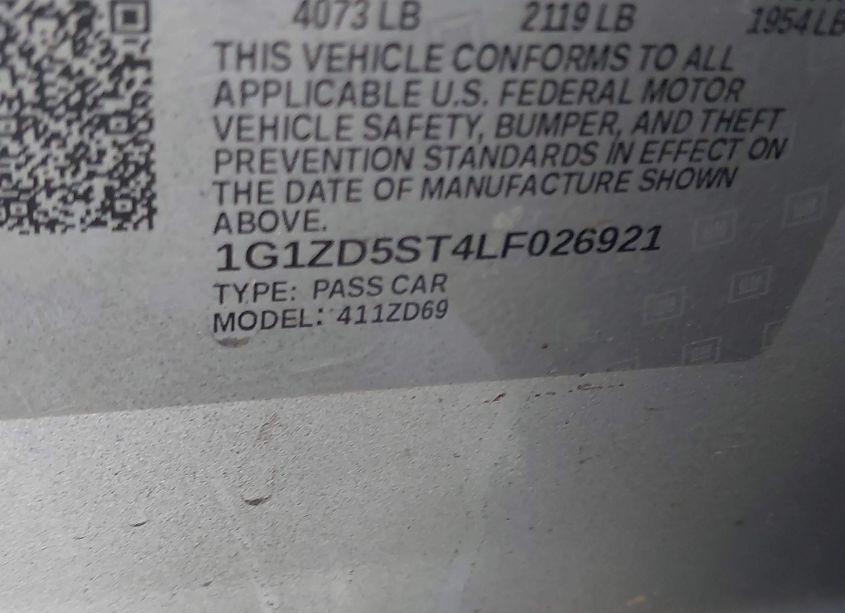 4073 LB 2119 LB 1954 LB
THIS VEHICLE CONFORMS TO ALL
APPLICABLE U.S. FEDERAL MOTOR
VEHICLE SAFETY, BUMPER, AND THEFT
PREVENTION STANDARDS IN EFFECT ON
THE DATE OF MANUFACTURE SHOWN
ABOVE.
1G1ZD5ST4LF026921
TYPE: PASS CAR
MODEL: 411ZD69